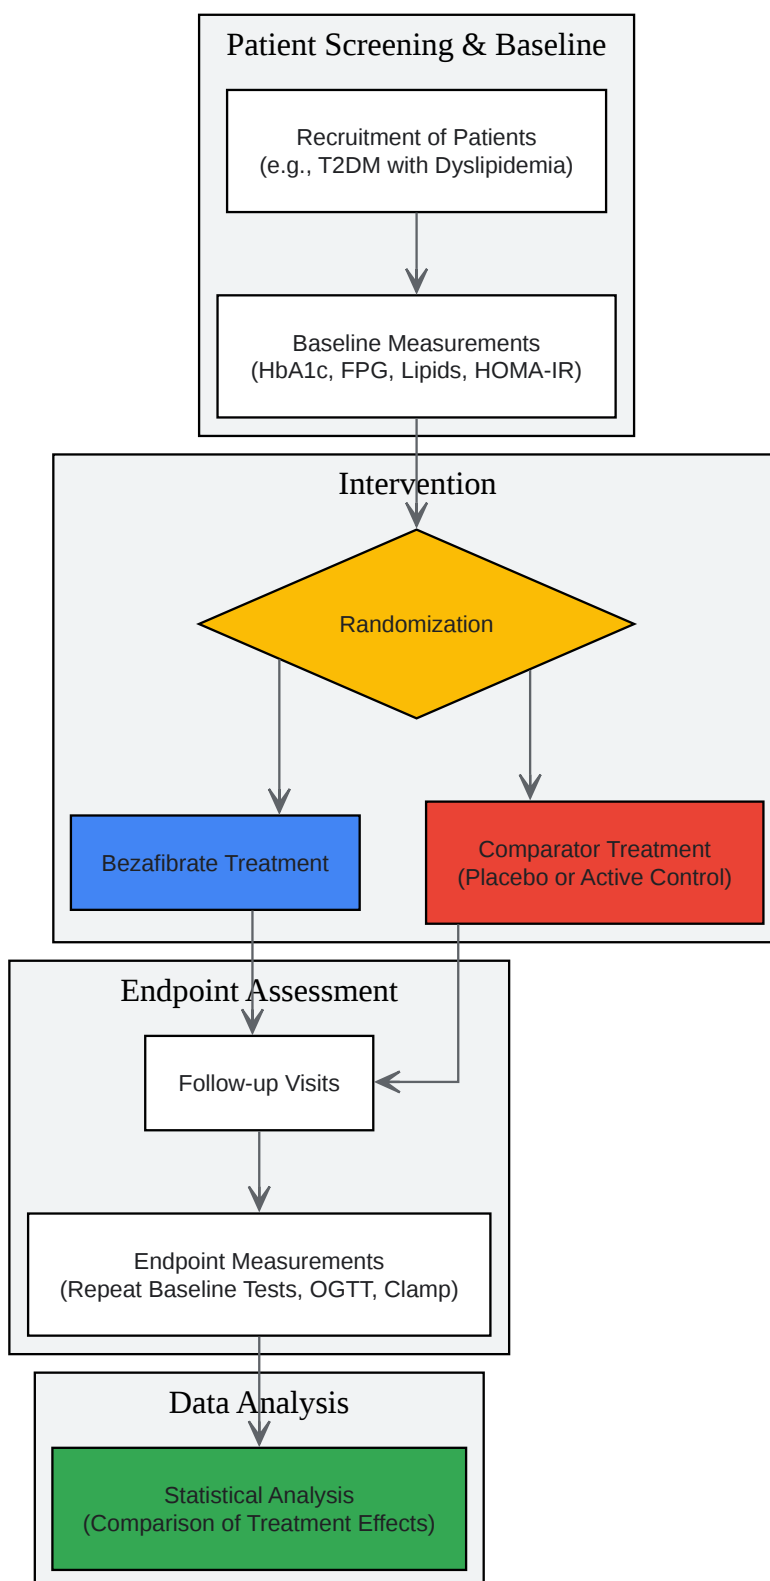 Patient Screening & Baseline
Recruitment of Patients
(e.g., T2DM with Dyslipidemia)
Baseline Measurements
(HbA1c, FPG, Lipids, HOMA-IR)
Intervention
Randomization
Bezafibrate Treatment
Comparator Treatment
(Placebo or Active Control)
Endpoint Assessment
Follow-up Visits
Endpoint Measurements
(Repeat Baseline Tests, OGTT, Clamp)
Data Analysis
Statistical Analysis
(Comparison of Treatment Effects)